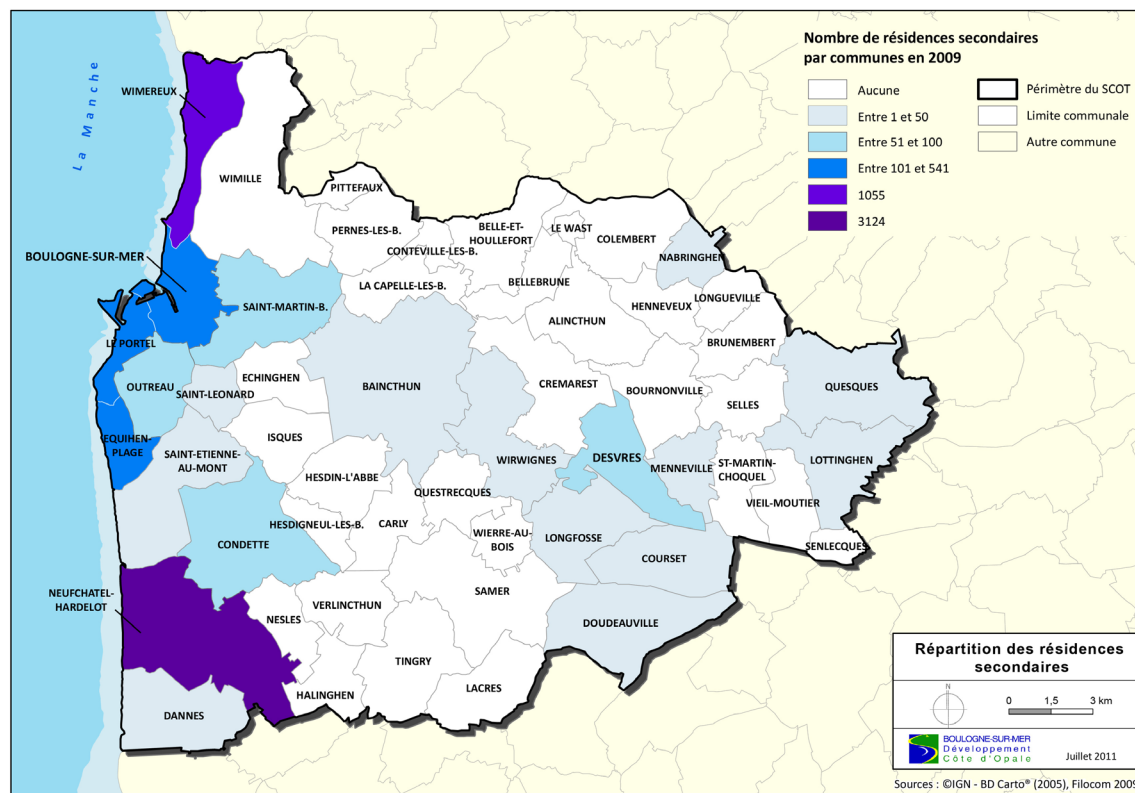 La Manche
Nombre de résidences secondaires
par communes en 2009
Aucune
Entre 1 et 50
Entre 51 et 100
Entre 101 et 541
1055
3124
Périmètre du SCOT
Limite communale
Autre commune
WIMEREUX
WIMILLE
PITTEFAUX
PERNES-LES-B.
CONTEVILLE-LES-B.
BELLE-ET-
HOULLEFORT
LE WAST
COLEMBERT
NABRINGHEN
BOULOGNE-SUR-MER
SAINT-MARTIN-B.
LA CAPELLE-LES-B.
BELLEBRUNE
HENNEVEUX
LONGUEVILLE
ALINCTHUN
BRUNEMBERT
LE PORTEL
OUTREAU
SAINT-LEONARD
ECHINGHEN
BAINCTHUN
CREMAREST
BOURNONVILLE
SELLES
QUESQUES
EQUIHEN-
PLAGE
SAINT-ETIENNE-
AU-MONT
ISQUES
HESDIN-L'ABBE
QUESTRECQUES
WIRWIGNES
DESVRES
MENNEVILLE
ST-MARTIN-
CHOQUEL
LOTTINGHEN
VIEIL-MOUTIER
HESDIGNEUL-LES-B.
CARLY
WIERRE-AU-
BOIS
LONGFOSSE
COURSET
SENLECQUES
CONDETTE
NEUFCHATEL-
HARDELOT
NESLES
VERLINCTHUN
SAMER
DOUDEAUVILLE
TINGRY
HALINGHEN
LACRES
DANNES
Répartition des résidences
secondaires
N
0 1,5 3 km
BOULOGNE-SUR-MER
Développement
Côte d'Opale
Juillet 2011
Sources : ©IGN - BD Carto® (2005), Filocom 2009